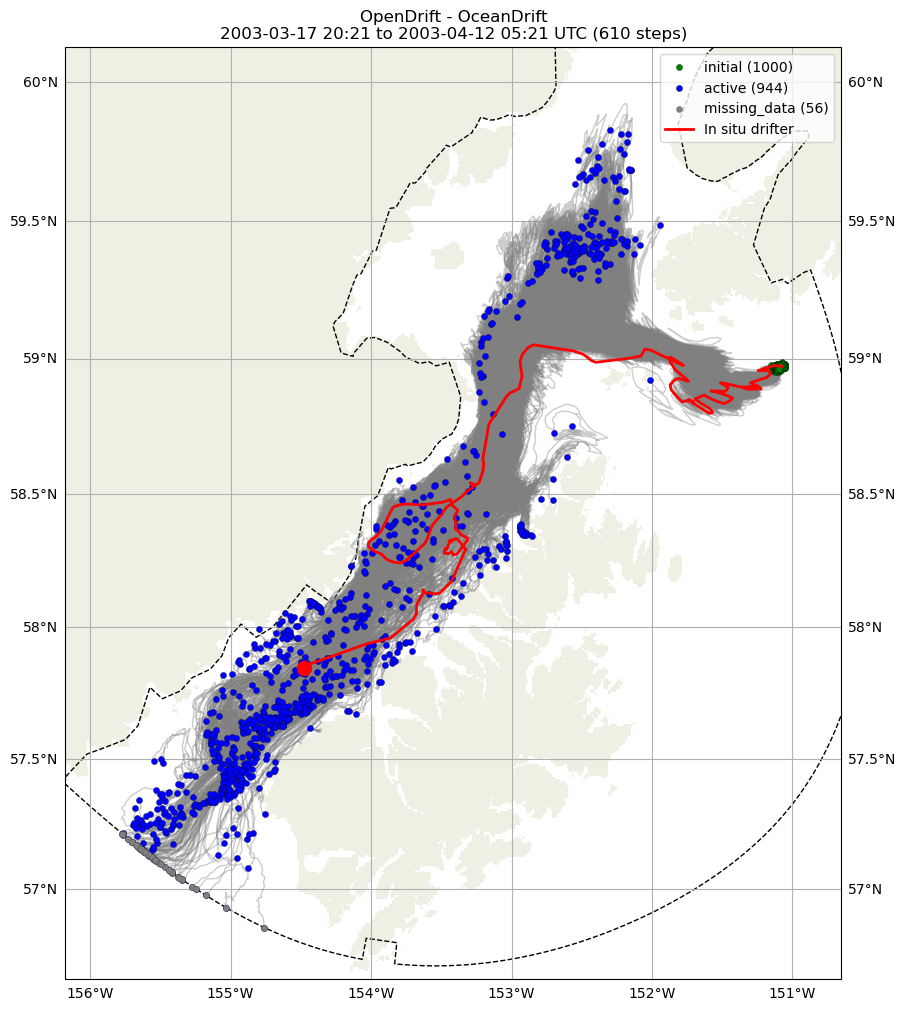 OpenDrift - OceanDrift
2003-03-17 20:21 to 2003-04-12 05:21 UTC (610 steps)
initial (1000)
active (944)
missing_data (56)
In situ drifter
60°N 60°N
59.5°N 59.5°N
59°N 59°N
58.5°N 58.5°N
58°N 58°N
57.5°N 57.5°N
57°N 57°N
156°W 155°W 154°W 153°W 152°W 151°W